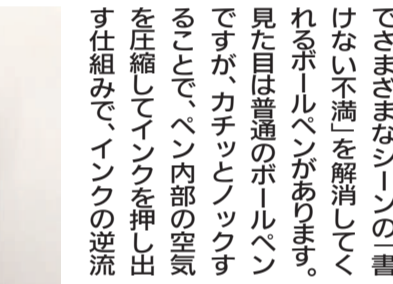 でさまざまなシーンの「書
けない不満」を解消してく
れるボールペンがあります。
見た目は普通のボールペン
ですが、カチッとノックす
ることで、ペン内部の空気
を圧縮してインクを押し出
す仕組みで、インクの逆流